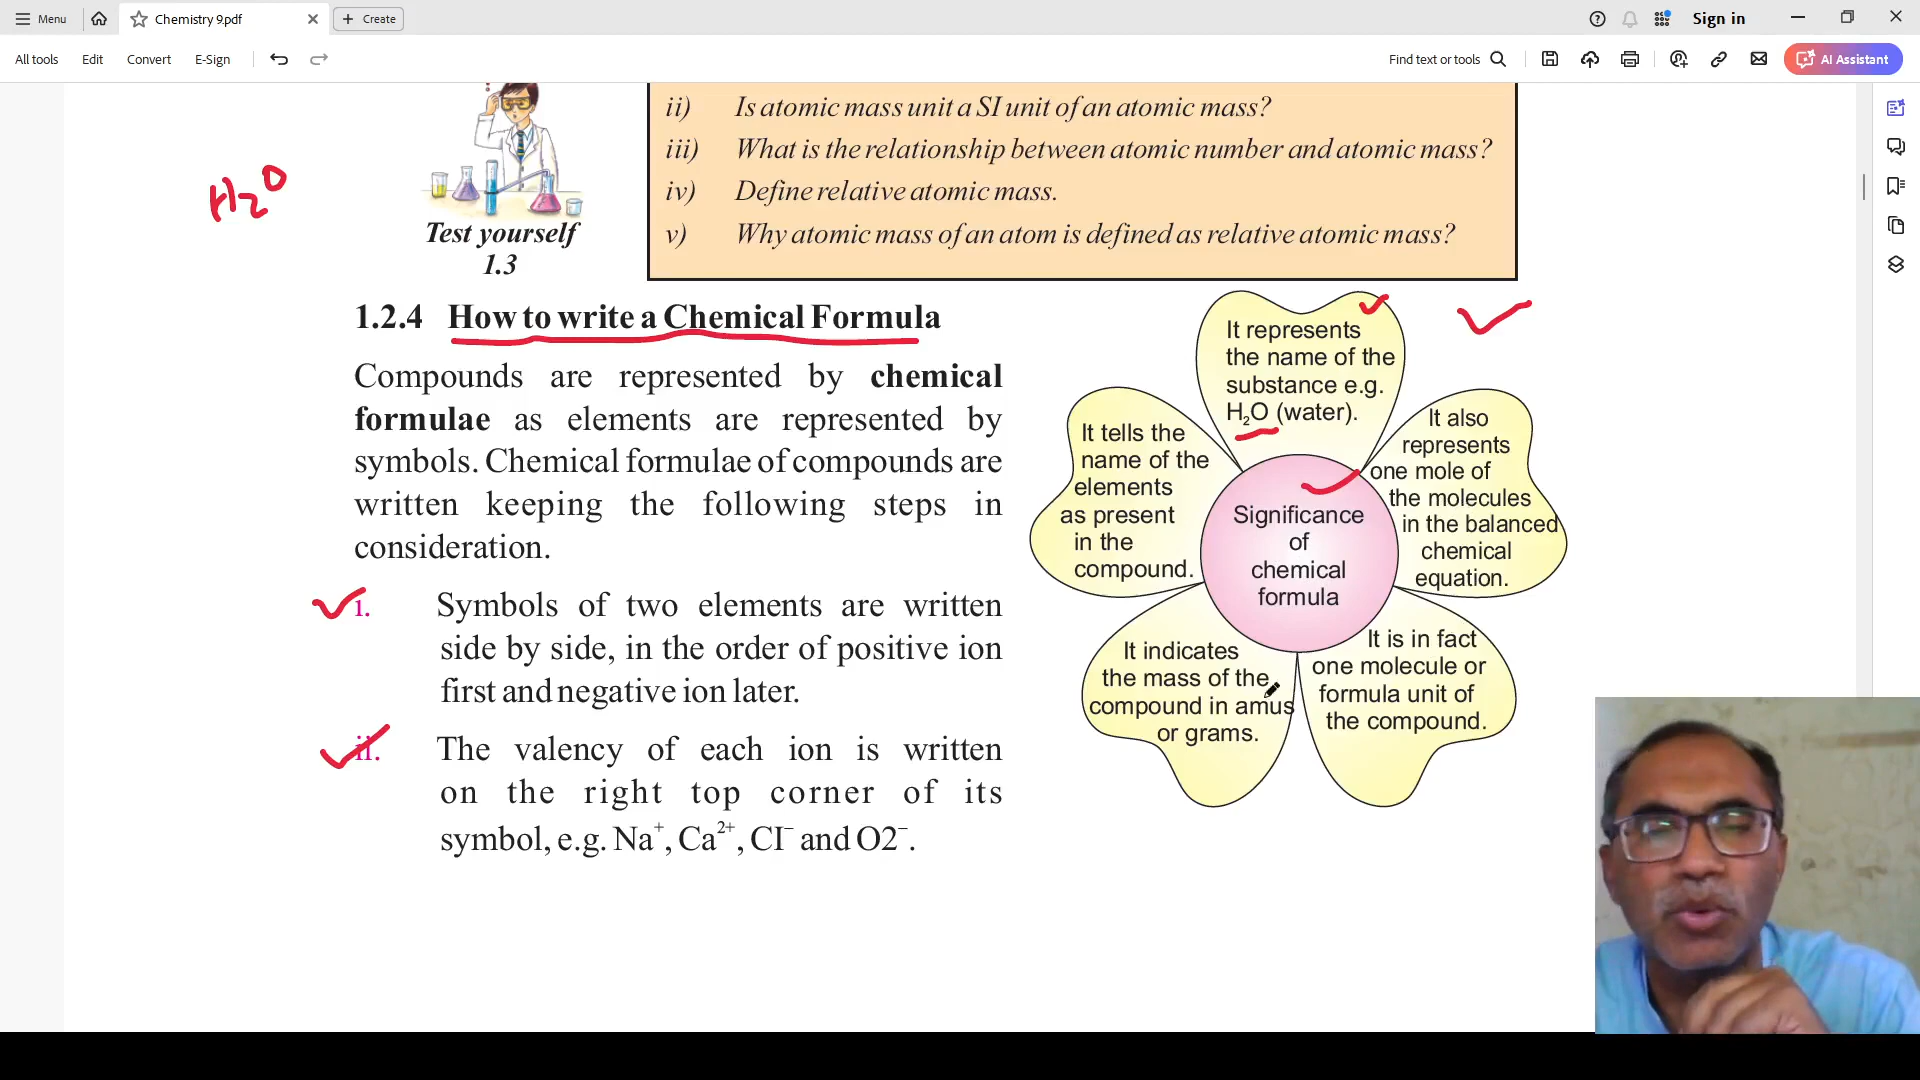 Menu
Chemistry 9.pdf
Create
Sign in
All tools
Edit
Convert
E-Sign
Find text or tools
AI Assistant
ii) Is atomic mass unit a SI unit of an atomic mass?
iii) What is the relationship between atomic number and atomic mass?
iv) Define relative atomic mass.
v) Why atomic mass of an atom is defined as relative atomic mass?
H2O
Test yourself
1.3
1.2.4 How to write a Chemical Formula
Compounds are represented by chemical
formulae as elements are represented by
symbols. Chemical formulae of compounds are
written keeping the following steps in
consideration.
i. Symbols of two elements are written
side by side, in the order of positive ion
first and negative ion later.
ii. The valency of each ion is written
on the right top corner of its
symbol, e.g. Na⁺, Ca²⁺, CI⁻ and O2⁻.
It represents
the name of the
substance e.g.
H₂O (water).
It also
represents
one mole of
the molecules
in the balanced
chemical
equation.
It tells the
name of the
elements
as present
in the
compound.
Significance
of
chemical
formula
It indicates
the mass of the
compound in amus
or grams.
It is in fact
one molecule or
formula unit of
the compound.